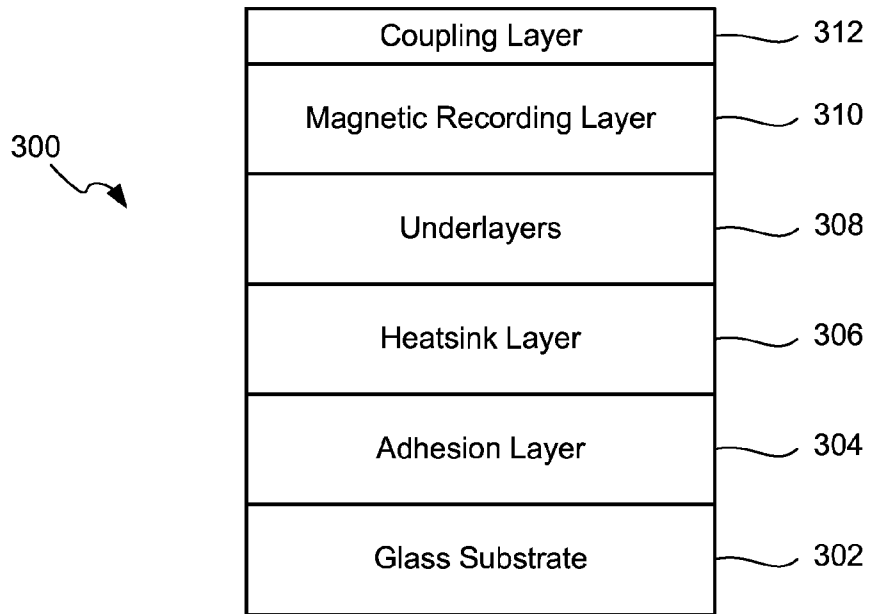 Coupling Layer 312
Magnetic Recording Layer 310
300
Underlayers 308
Heatsink Layer 306
Adhesion Layer 304
Glass Substrate 302